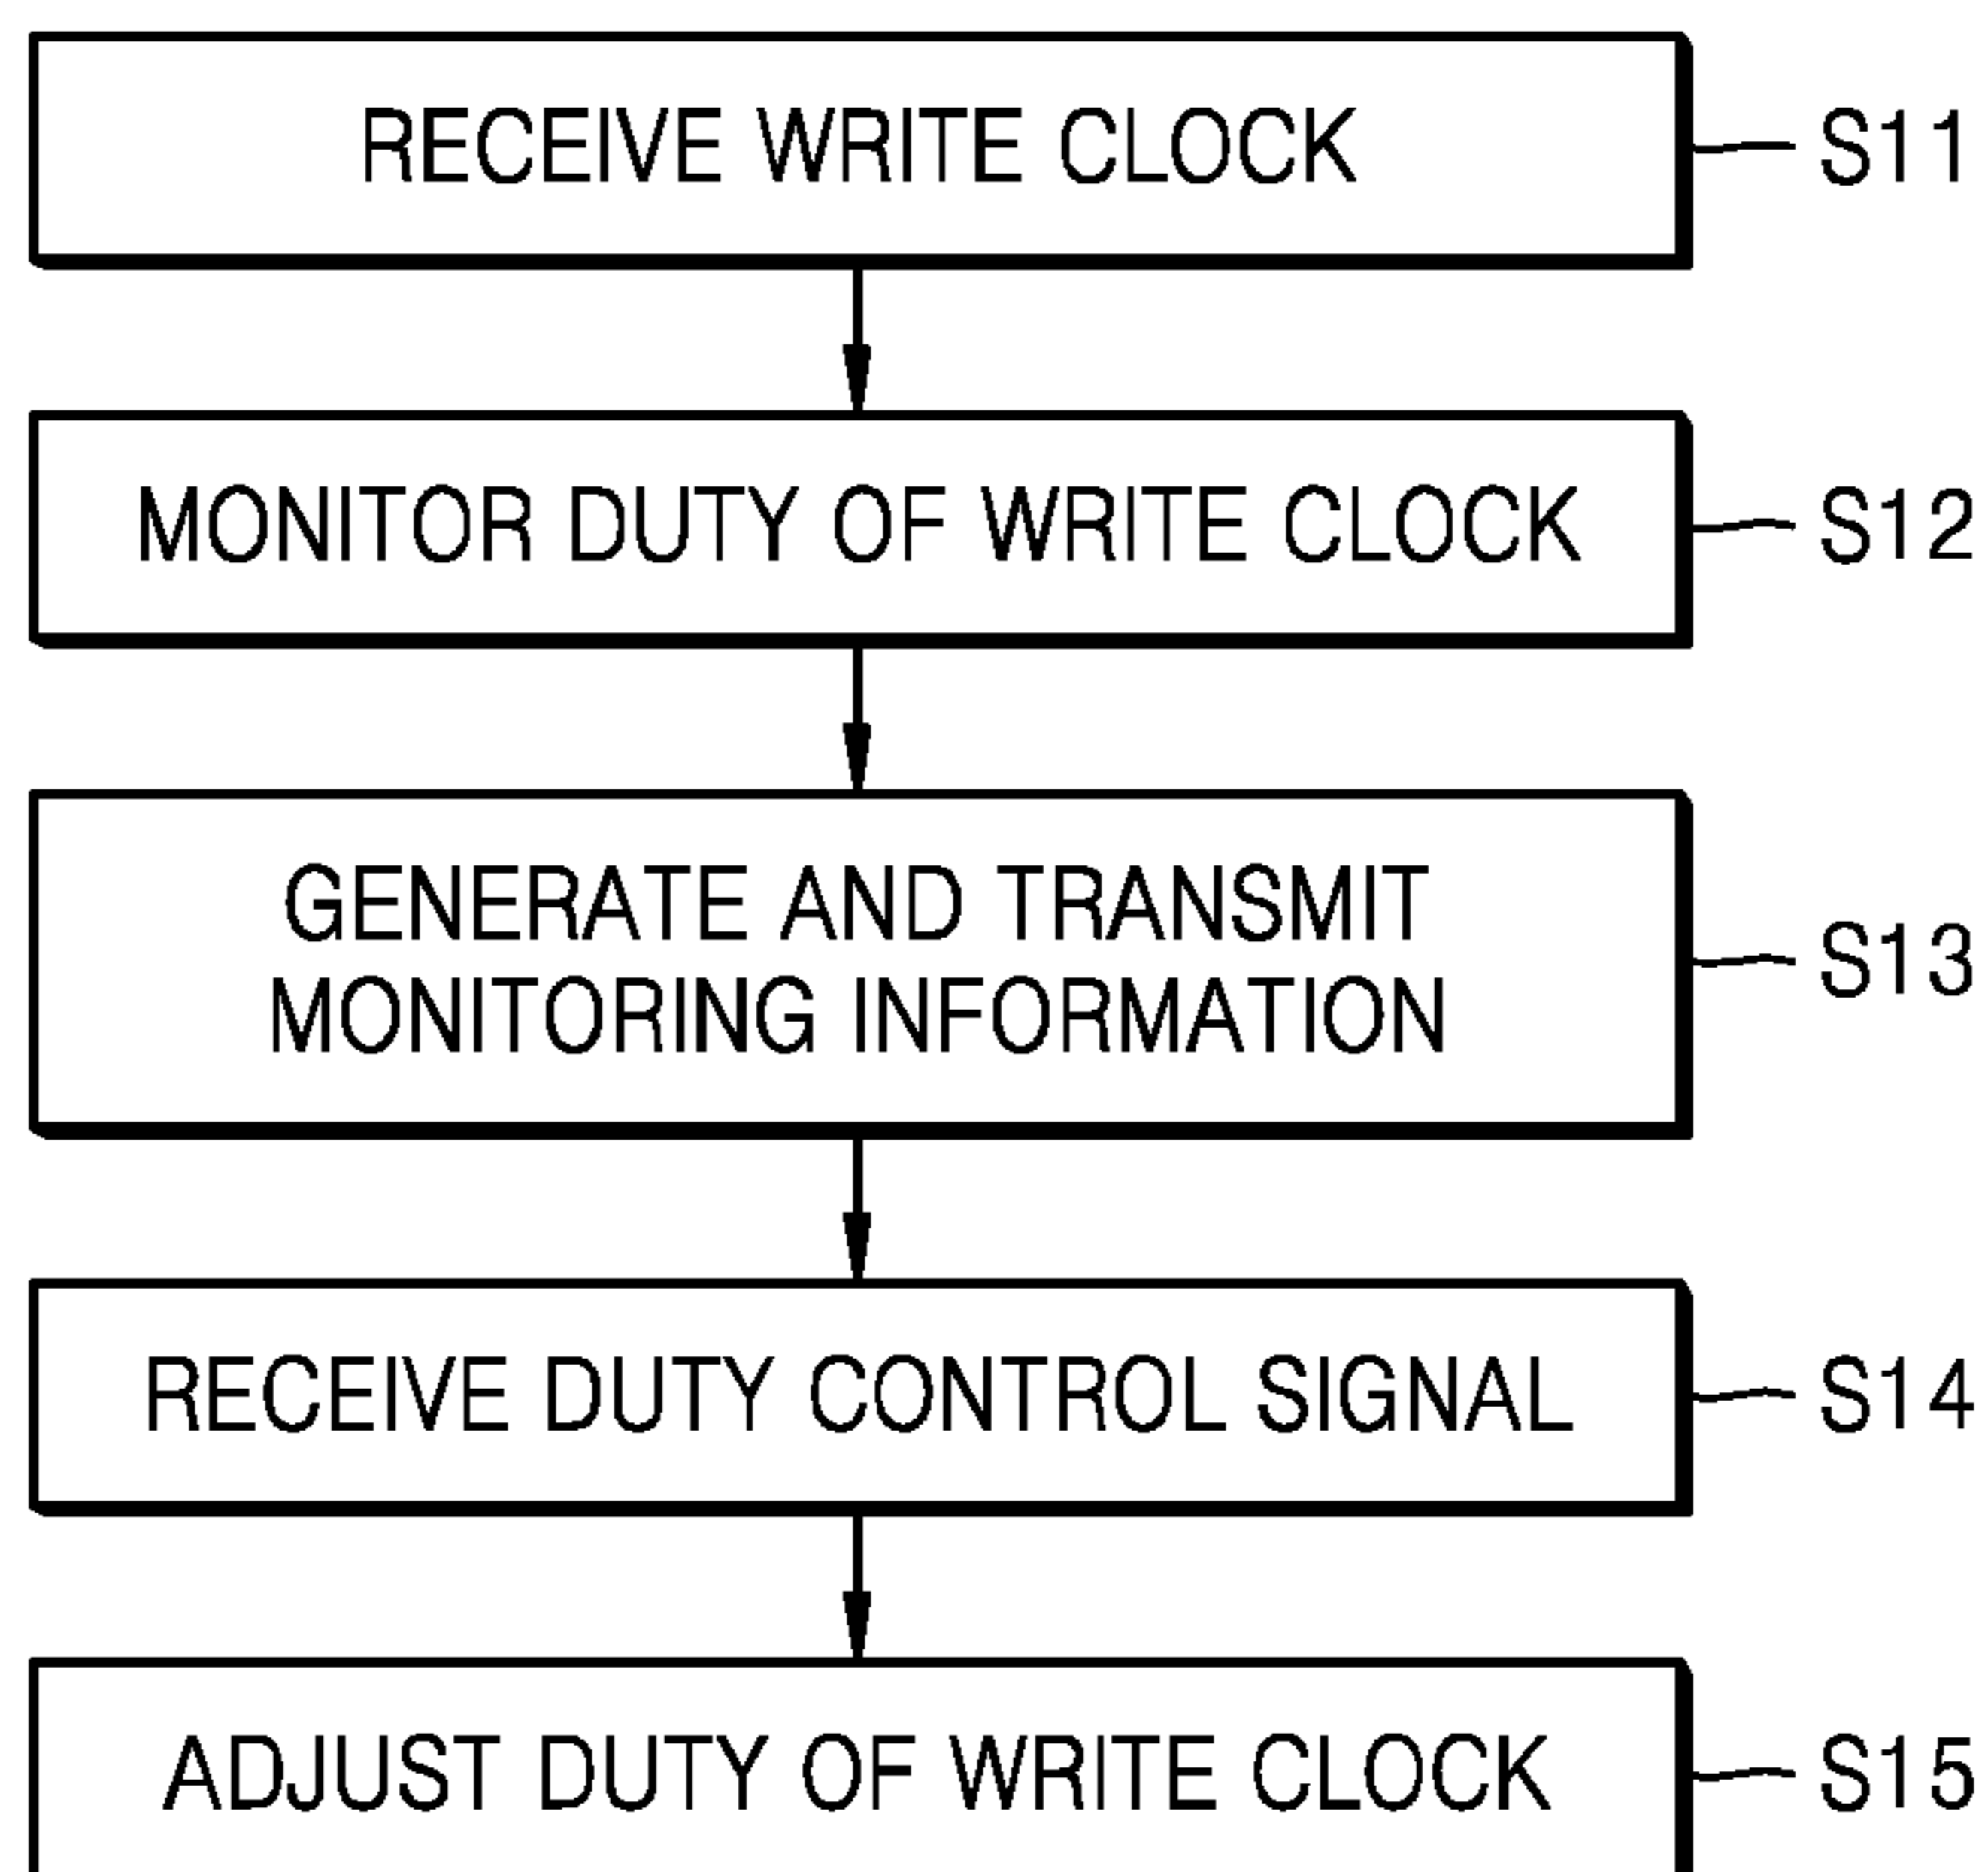 RECEIVE WRITE CLOCK
S11
MONITOR DUTY OF WRITE CLOCK
S12
GENERATE AND TRANSMIT
MONITORING INFORMATION
S13
RECEIVE DUTY CONTROL SIGNAL
S14
ADJUST DUTY OF WRITE CLOCK
S15